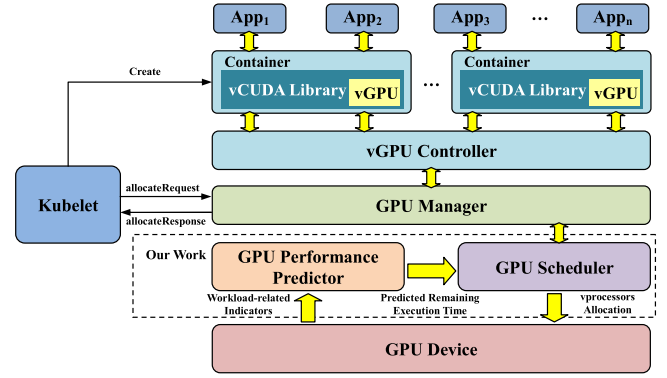 App1 App2 App3 ... Appn
Container
vCUDA Library vGPU
...
Container
vCUDA Library vGPU
Create
vGPU Controller
Kubelet
allocateRequest
allocateResponse
GPU Manager
Our Work
GPU Performance
Predictor
GPU Scheduler
Workload-related
Indicators
Predicted Remaining
Execution Time
vprocessors
Allocation
GPU Device